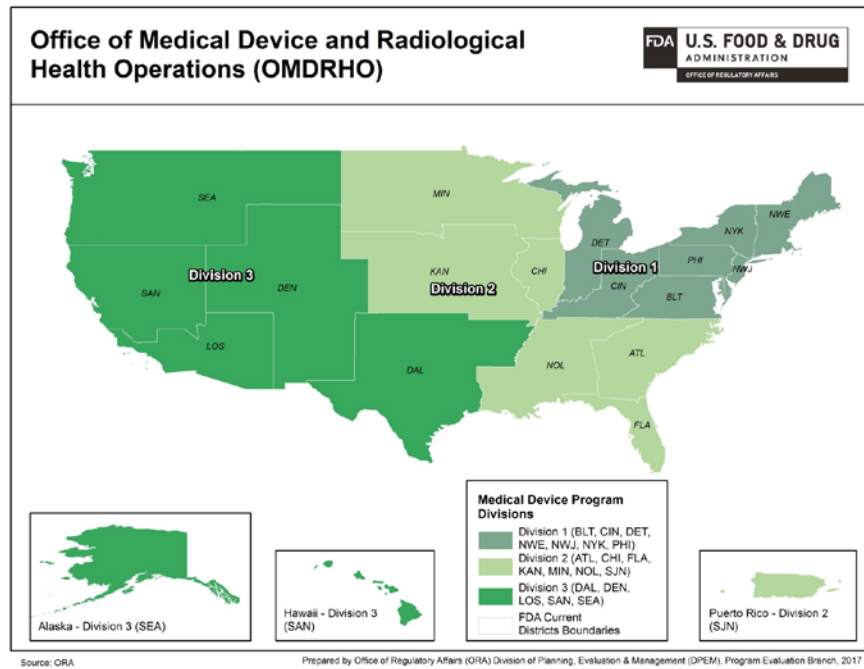 Office of Medical Device and Radiological
Health Operations (OMDRHO)
FDA
U.S. FOOD & DRUG
ADMINISTRATION
OFFICE OF REGULATORY AFFAIRS
SEA
MIN
NWE
NYK
DET
PHI
NWJ
Division 3
KAN
CHI
Division 1
SAN
DEN
Division 2
CIN
BLT
LOS
DAL
NOL
ATL
FLA
Medical Device Program
Divisions
Division 1 (BLT, CIN, DET,
NWE, NWJ, NYK, PHI)
Division 2 (ATL, CHI, FLA,
KAN, MIN, NOL, SJN)
Division 3 (DAL, DEN,
LOS, SAN, SEA)
FDA Current
Districts Boundaries
Alaska - Division 3 (SEA)
Hawaii - Division 3
(SAN)
Puerto Rico - Division 2
(SJN)
Source: ORA
Prepared by Office of Regulatory Affairs (ORA) Division of Planning, Evaluation & Management (DPEM), Program Evaluation Branch, 2017